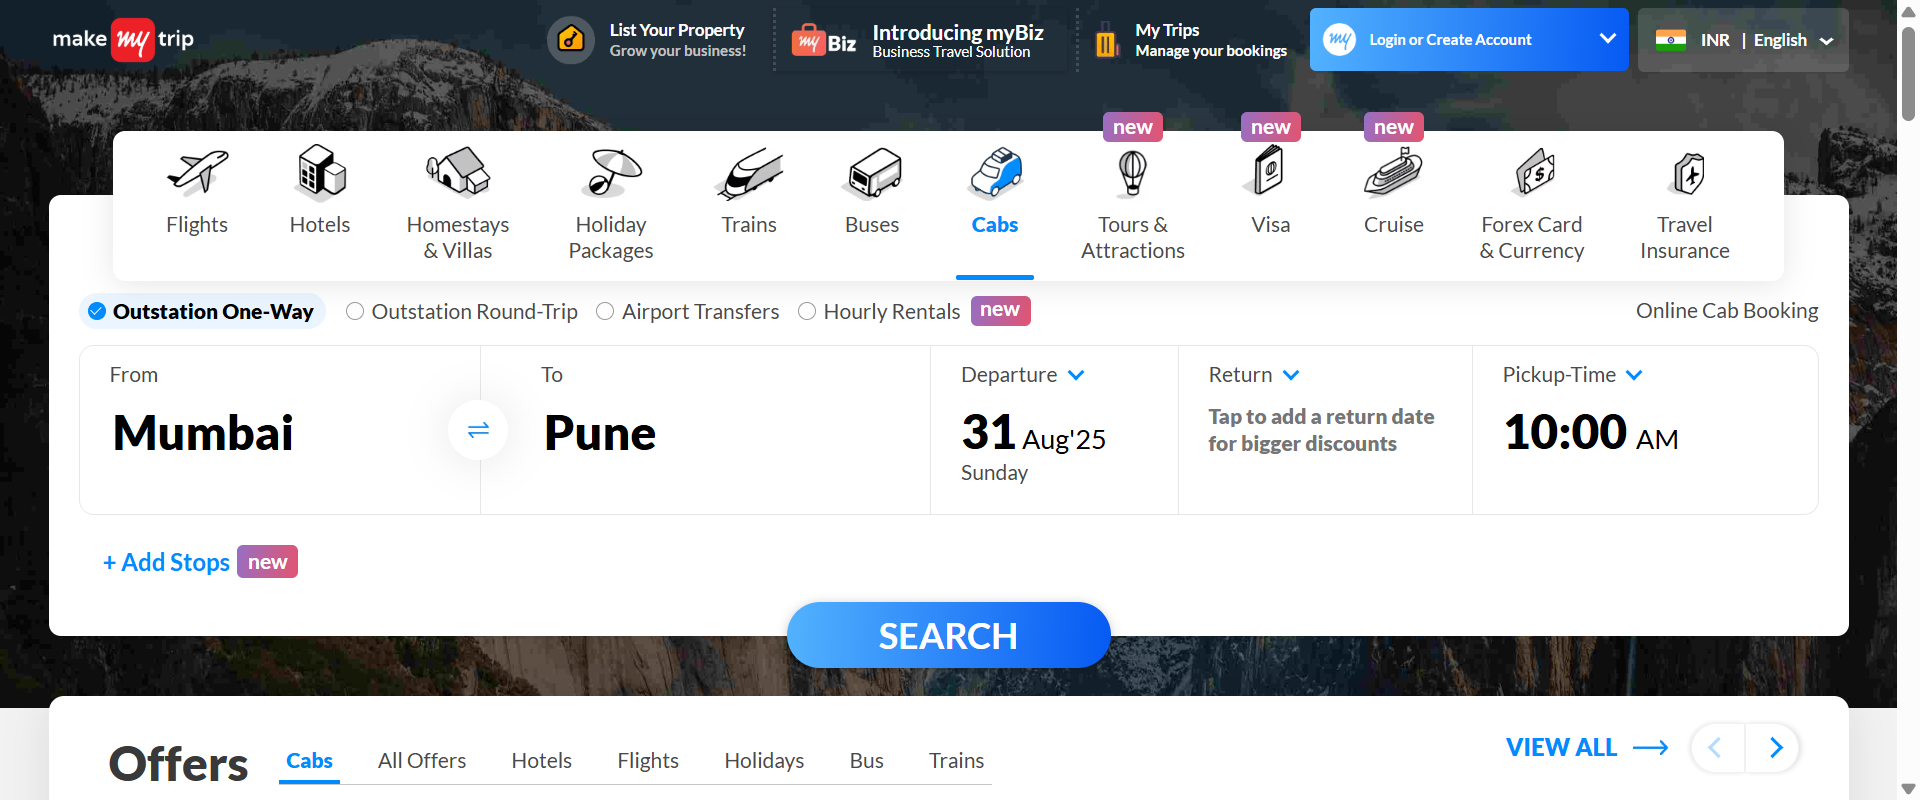 make my trip
List Your Property
Grow your business!
my Biz
Introducing myBiz
Business Travel Solution
My Trips
Manage your bookings
my
Login or Create Account
INR | English
new
new
new
Flights
Hotels
Homestays
& Villas
Holiday
Packages
Trains
Buses
Cabs
Tours &
Attractions
Visa
Cruise
Forex Card
& Currency
Travel
Insurance
Outstation One-Way
Outstation Round-Trip
Airport Transfers
Hourly Rentals
new
Online Cab Booking
From
Mumbai
To
Pune
Departure
31 Aug'25
Sunday
Return
Tap to add a return date
for bigger discounts
Pickup-Time
10:00 AM
+ Add Stops
new
SEARCH
Offers
Cabs
All Offers
Hotels
Flights
Holidays
Bus
Trains
VIEW ALL